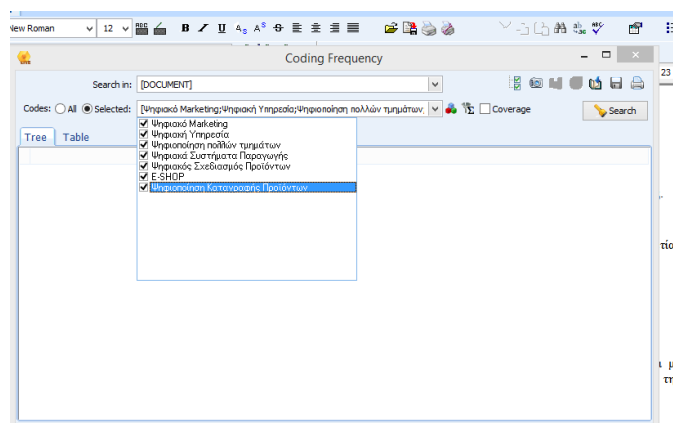 New Roman 12 B I U
Coding Frequency
23
Search in: [DOCUMENT]
Codes: All Selected: [Ψηφιακό Marketing;Ψηφιακή Υπηρεσία;Ψηφιοποίηση πολλών τμημάτων, Coverage Search
Tree Table
Ψηφιακό Marketing
Ψηφιακή Υπηρεσία
Ψηφιοποίηση πολλών τμημάτων
Ψηφιακά Συστήματα Παραγωγής
Ψηφιακός Σχεδιασμός Προϊόντων
E-SHOP
Ψηφιοποίηση Καταγραφής Προϊόντων